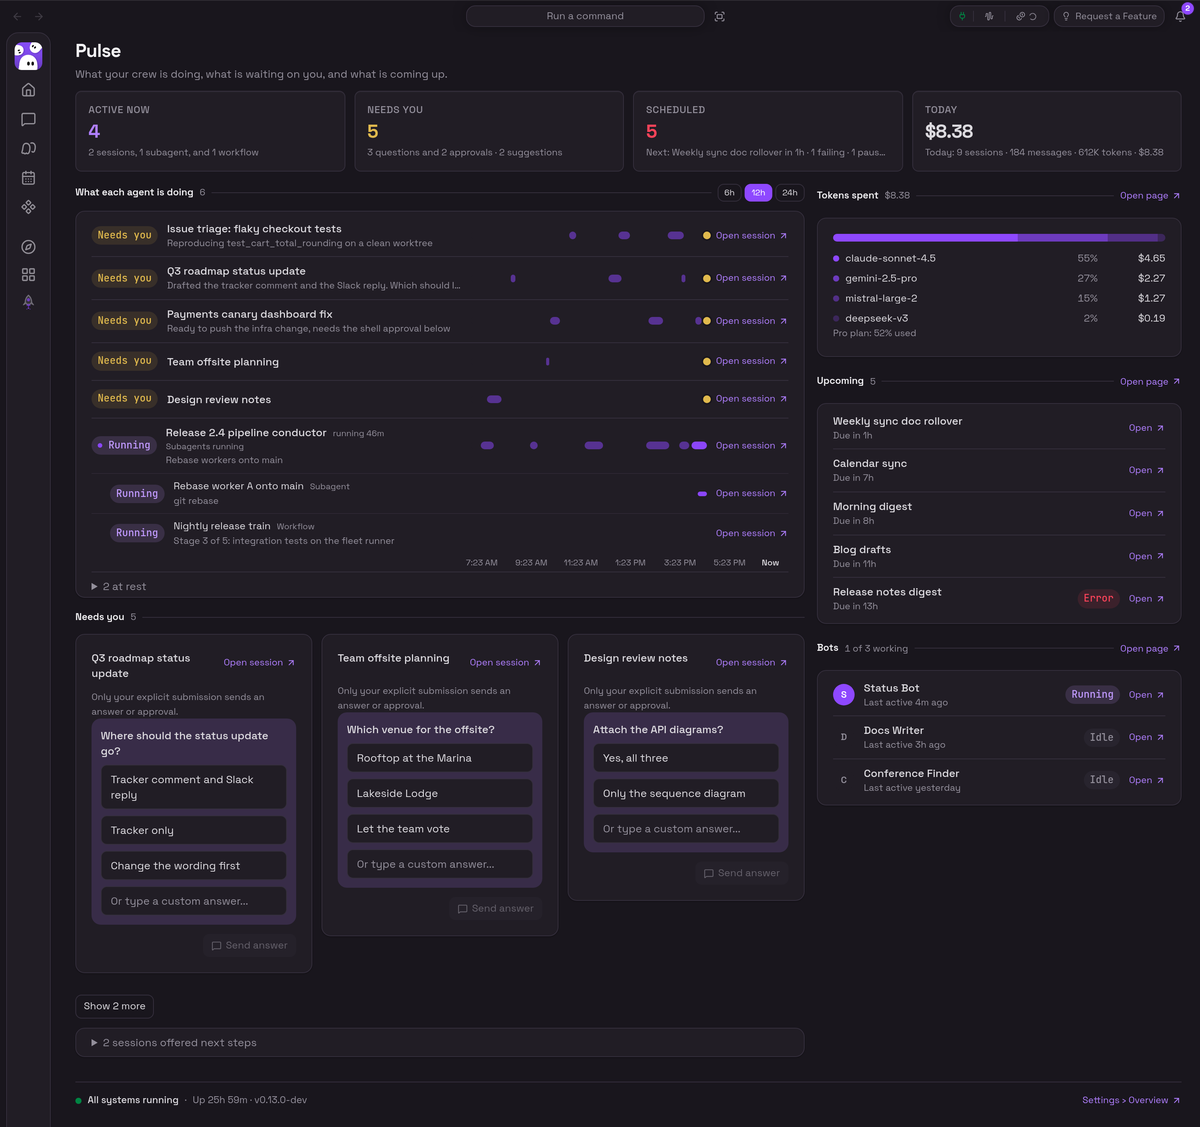 Run a command
Request a Feature
2
Pulse
What your crew is doing, what is waiting on you, and what is coming up.
ACTIVE NOW
4
2 sessions, 1 subagent, and 1 workflow
NEEDS YOU
5
3 questions and 2 approvals · 2 suggestions
SCHEDULED
5
Next: Weekly sync doc rollover in 1h · 1 failing · 1 paus...
TODAY
$8.38
Today: 9 sessions · 184 messages · 612K tokens · $8.38
What each agent is doing 6
6h 12h 24h
Needs you
Issue triage: flaky checkout tests
Reproducing test_cart_total_rounding on a clean worktree
Open session
Needs you
Q3 roadmap status update
Drafted the tracker comment and the Slack reply. Which should I...
Open session
Needs you
Payments canary dashboard fix
Ready to push the infra change, needs the shell approval below
Open session
Needs you
Team offsite planning
Open session
Needs you
Design review notes
Open session
Running
Release 2.4 pipeline conductor running 46m
Subagents running
Rebase workers onto main
Open session
Running
Rebase worker A onto main Subagent
git rebase
Open session
Running
Nightly release train Workflow
Stage 3 of 5: integration tests on the fleet runner
Open session
7:23 AM 9:23 AM 11:23 AM 1:23 PM 3:23 PM 5:23 PM Now
2 at rest
Needs you 5
Q3 roadmap status
update
Open session
Only your explicit submission sends an
answer or approval.
Where should the status update
go?
Tracker comment and Slack
reply
Tracker only
Change the wording first
Or type a custom answer...
Send answer
Team offsite planning
Open session
Only your explicit submission sends an
answer or approval.
Which venue for the offsite?
Rooftop at the Marina
Lakeside Lodge
Let the team vote
Or type a custom answer...
Send answer
Design review notes
Open session
Only your explicit submission sends an
answer or approval.
Attach the API diagrams?
Yes, all three
Only the sequence diagram
Or type a custom answer...
Send answer
Show 2 more
2 sessions offered next steps
Tokens spent $8.38
Open page
claude-sonnet-4.5 55% $4.65
gemini-2.5-pro 27% $2.27
mistral-large-2 15% $1.27
deepseek-v3 2% $0.19
Pro plan: 52% used
Upcoming 5
Open page
Weekly sync doc rollover
Due in 1h
Open
Calendar sync
Due in 7h
Open
Morning digest
Due in 8h
Open
Blog drafts
Due in 11h
Open
Release notes digest
Due in 13h
Error
Open
Bots 1 of 3 working
Open page
S
Status Bot
Last active 4m ago
Running
Open
D
Docs Writer
Last active 3h ago
Idle
Open
C
Conference Finder
Last active yesterday
Idle
Open
All systems running · Up 25h 59m · v0.13.0-dev
Settings › Overview